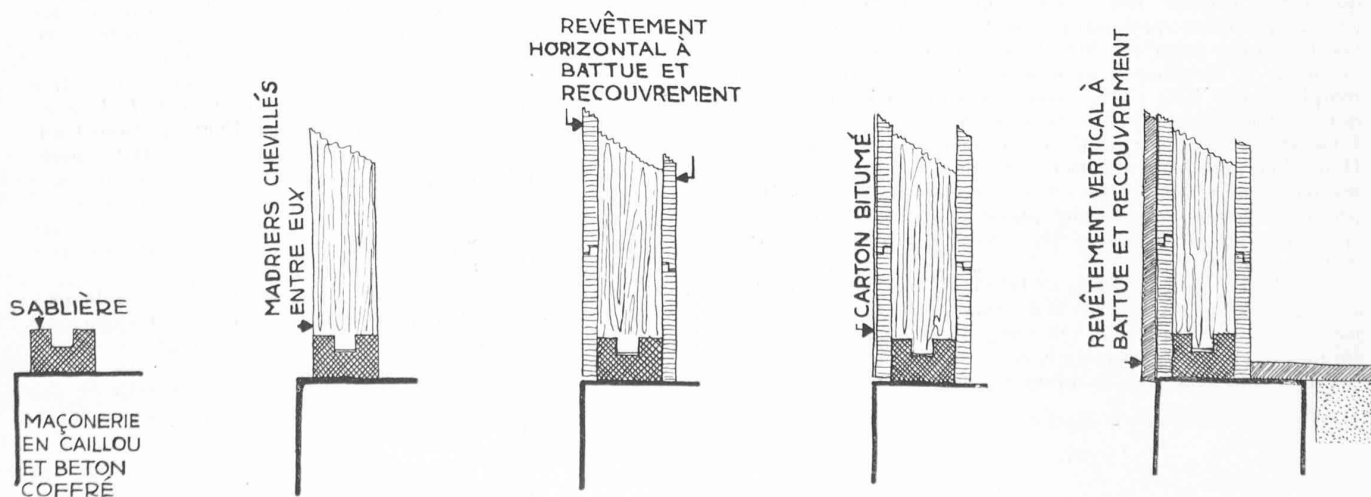 SABLIÈRE
MAÇONERIE
EN CAILLOU
ET BETON
COFFRÉ
MADRIERS CHEVILLÉS
ENTRE EUX
REVÊTEMENT
HORIZONTAL À
BATTUE ET
RECOUVREMENT
CARTON BITUMÉ
REVÊTEMENT VERTICAL À
BATTUE ET RECOUVREMENT